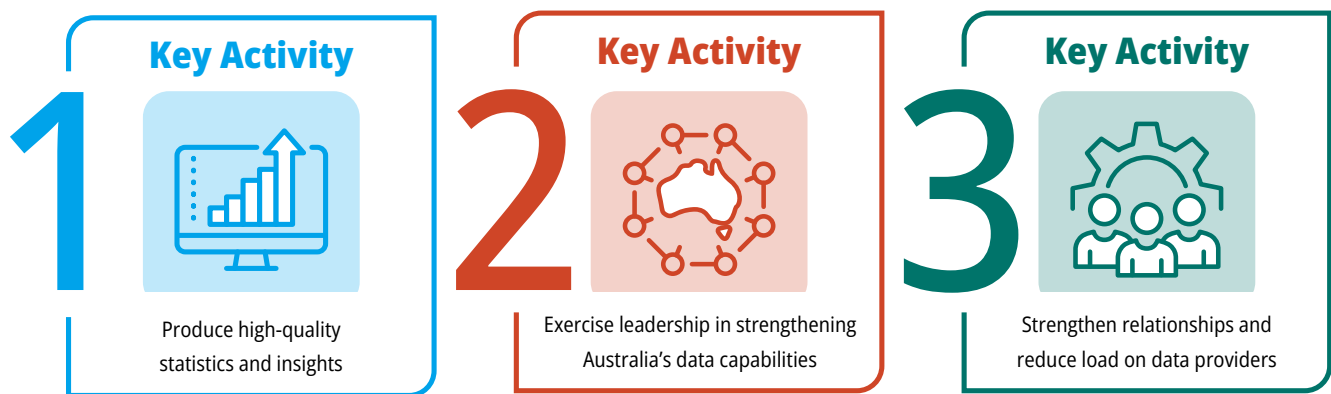 Key Activity
1
Produce high-quality
statistics and insights
Key Activity
2
Exercise leadership in strengthening
Australia’s data capabilities
Key Activity
3
Strengthen relationships and
reduce load on data providers